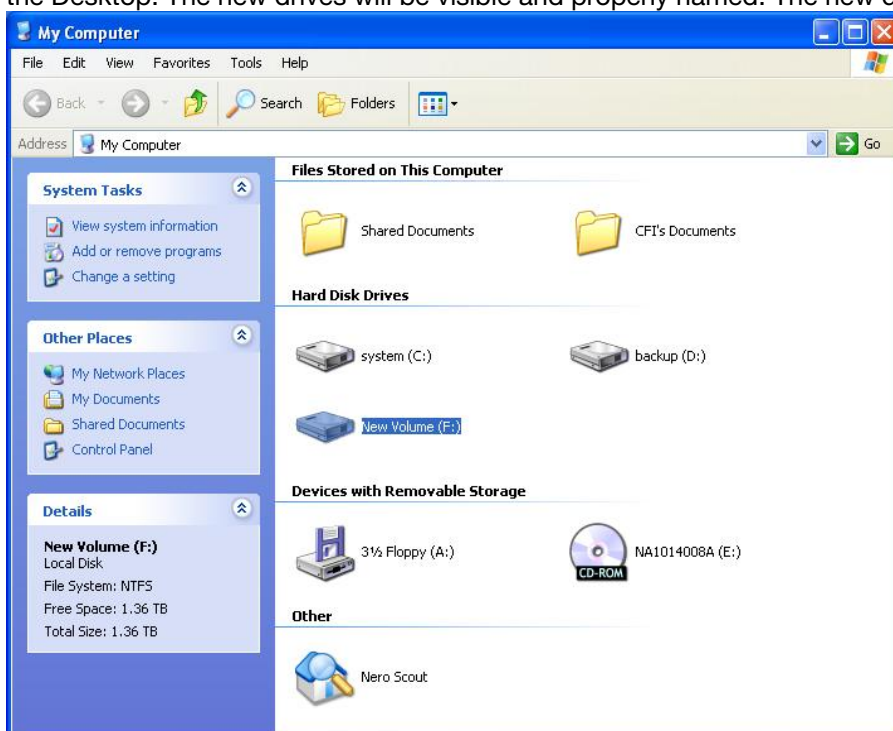 the Desktop. The new drives will be visible and properly named. The new
My Computer
File Edit View Favorites Tools Help
Back Search Folders
Address My Computer Go
System Tasks
View system information
Add or remove programs
Change a setting
Other Places
My Network Places
My Documents
Shared Documents
Control Panel
Details
New Volume (F:)
Local Disk
File System: NTFS
Free Space: 1.36 TB
Total Size: 1.36 TB
Files Stored on This Computer
Shared Documents CFI's Documents
Hard Disk Drives
system (C:) backup (D:)
New Volume (F:)
Devices with Removable Storage
3½ Floppy (A:) NA1014008A (E:)
CD-ROM
Other
Nero Scout